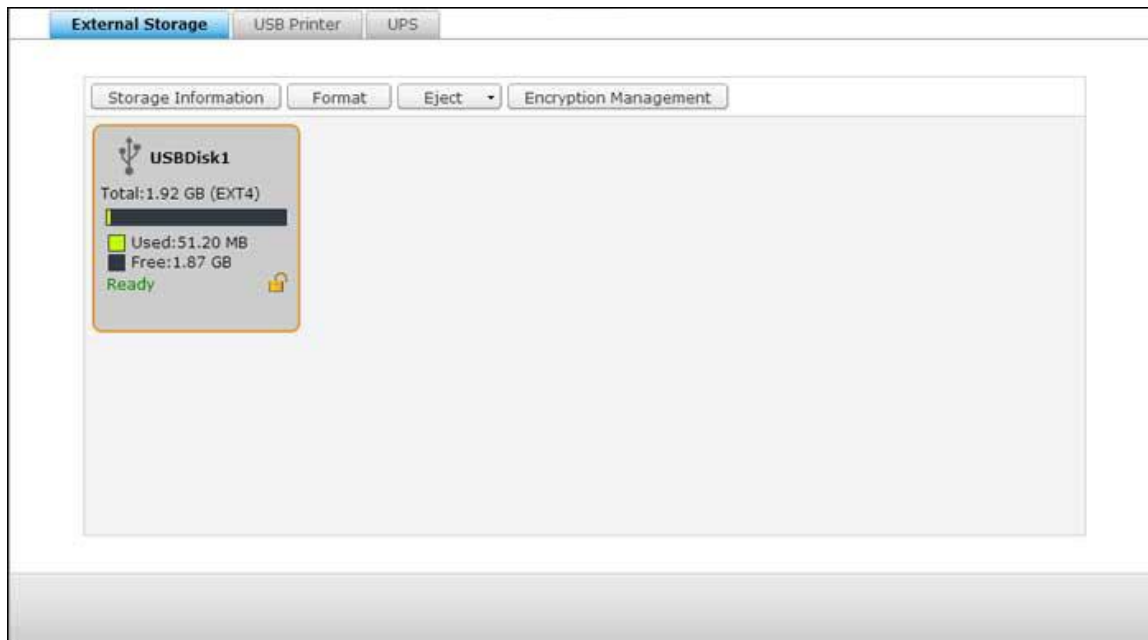 External Storage USB Printer UPS
Storage Information Format Eject Encryption Management
USBDisk1
Total:1.92 GB (EXT4)
Used:51.20 MB
Free:1.87 GB
Ready